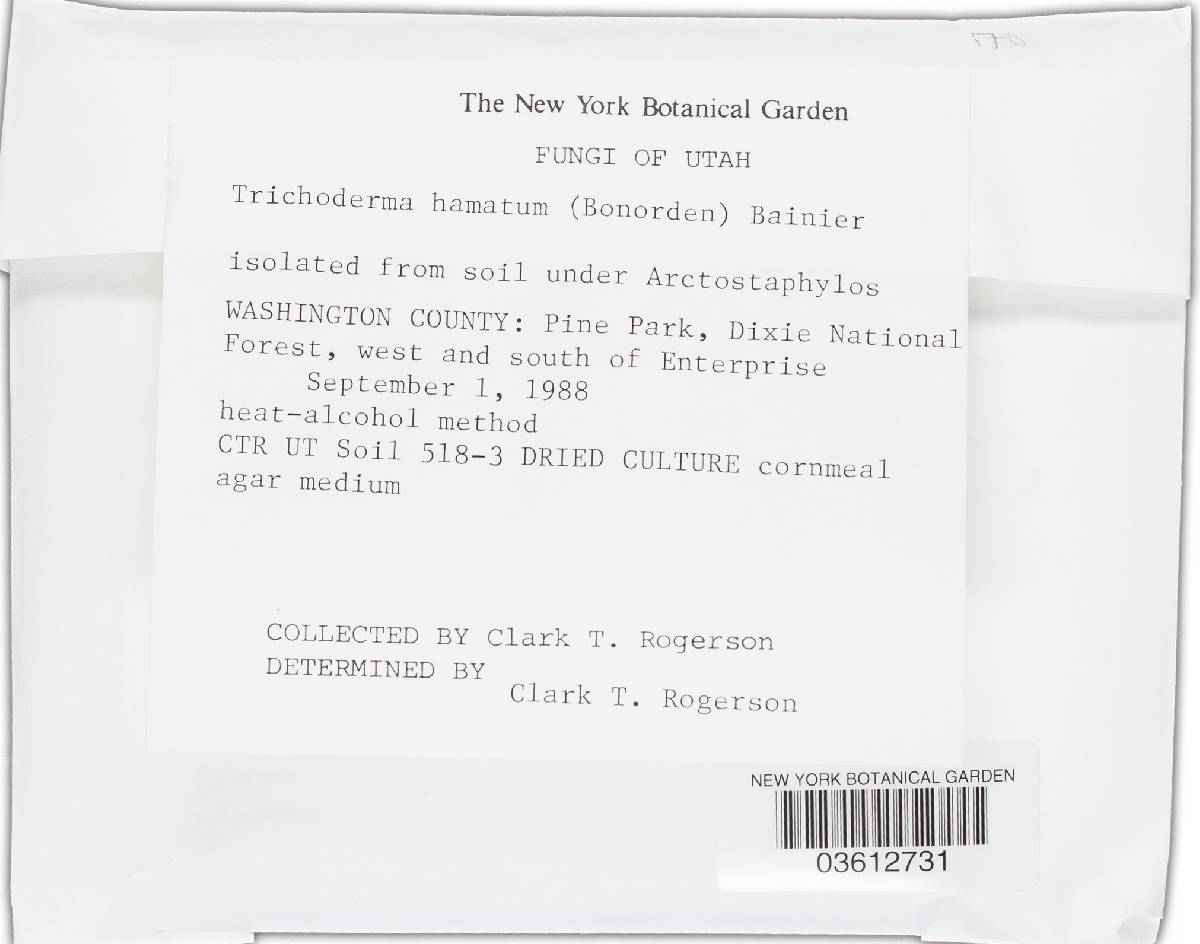 The New York Botanical Garden
FUNGI OF UTAH
Trichoderma hamatum (Bonorden) Bainier
isolated from soil under Arctostaphylos
WASHINGTON COUNTY: Pine Park, Dixie National
Forest, west and south of Enterprise
September 1, 1988
heat-alcohol method
CTR UT Soil 518-3 DRIED CULTURE cornmeal
agar medium
COLLECTED BY Clark T. Rogerson
DETERMINED BY
Clark T. Rogerson
NEW YORK BOTANICAL GARDEN
03612731